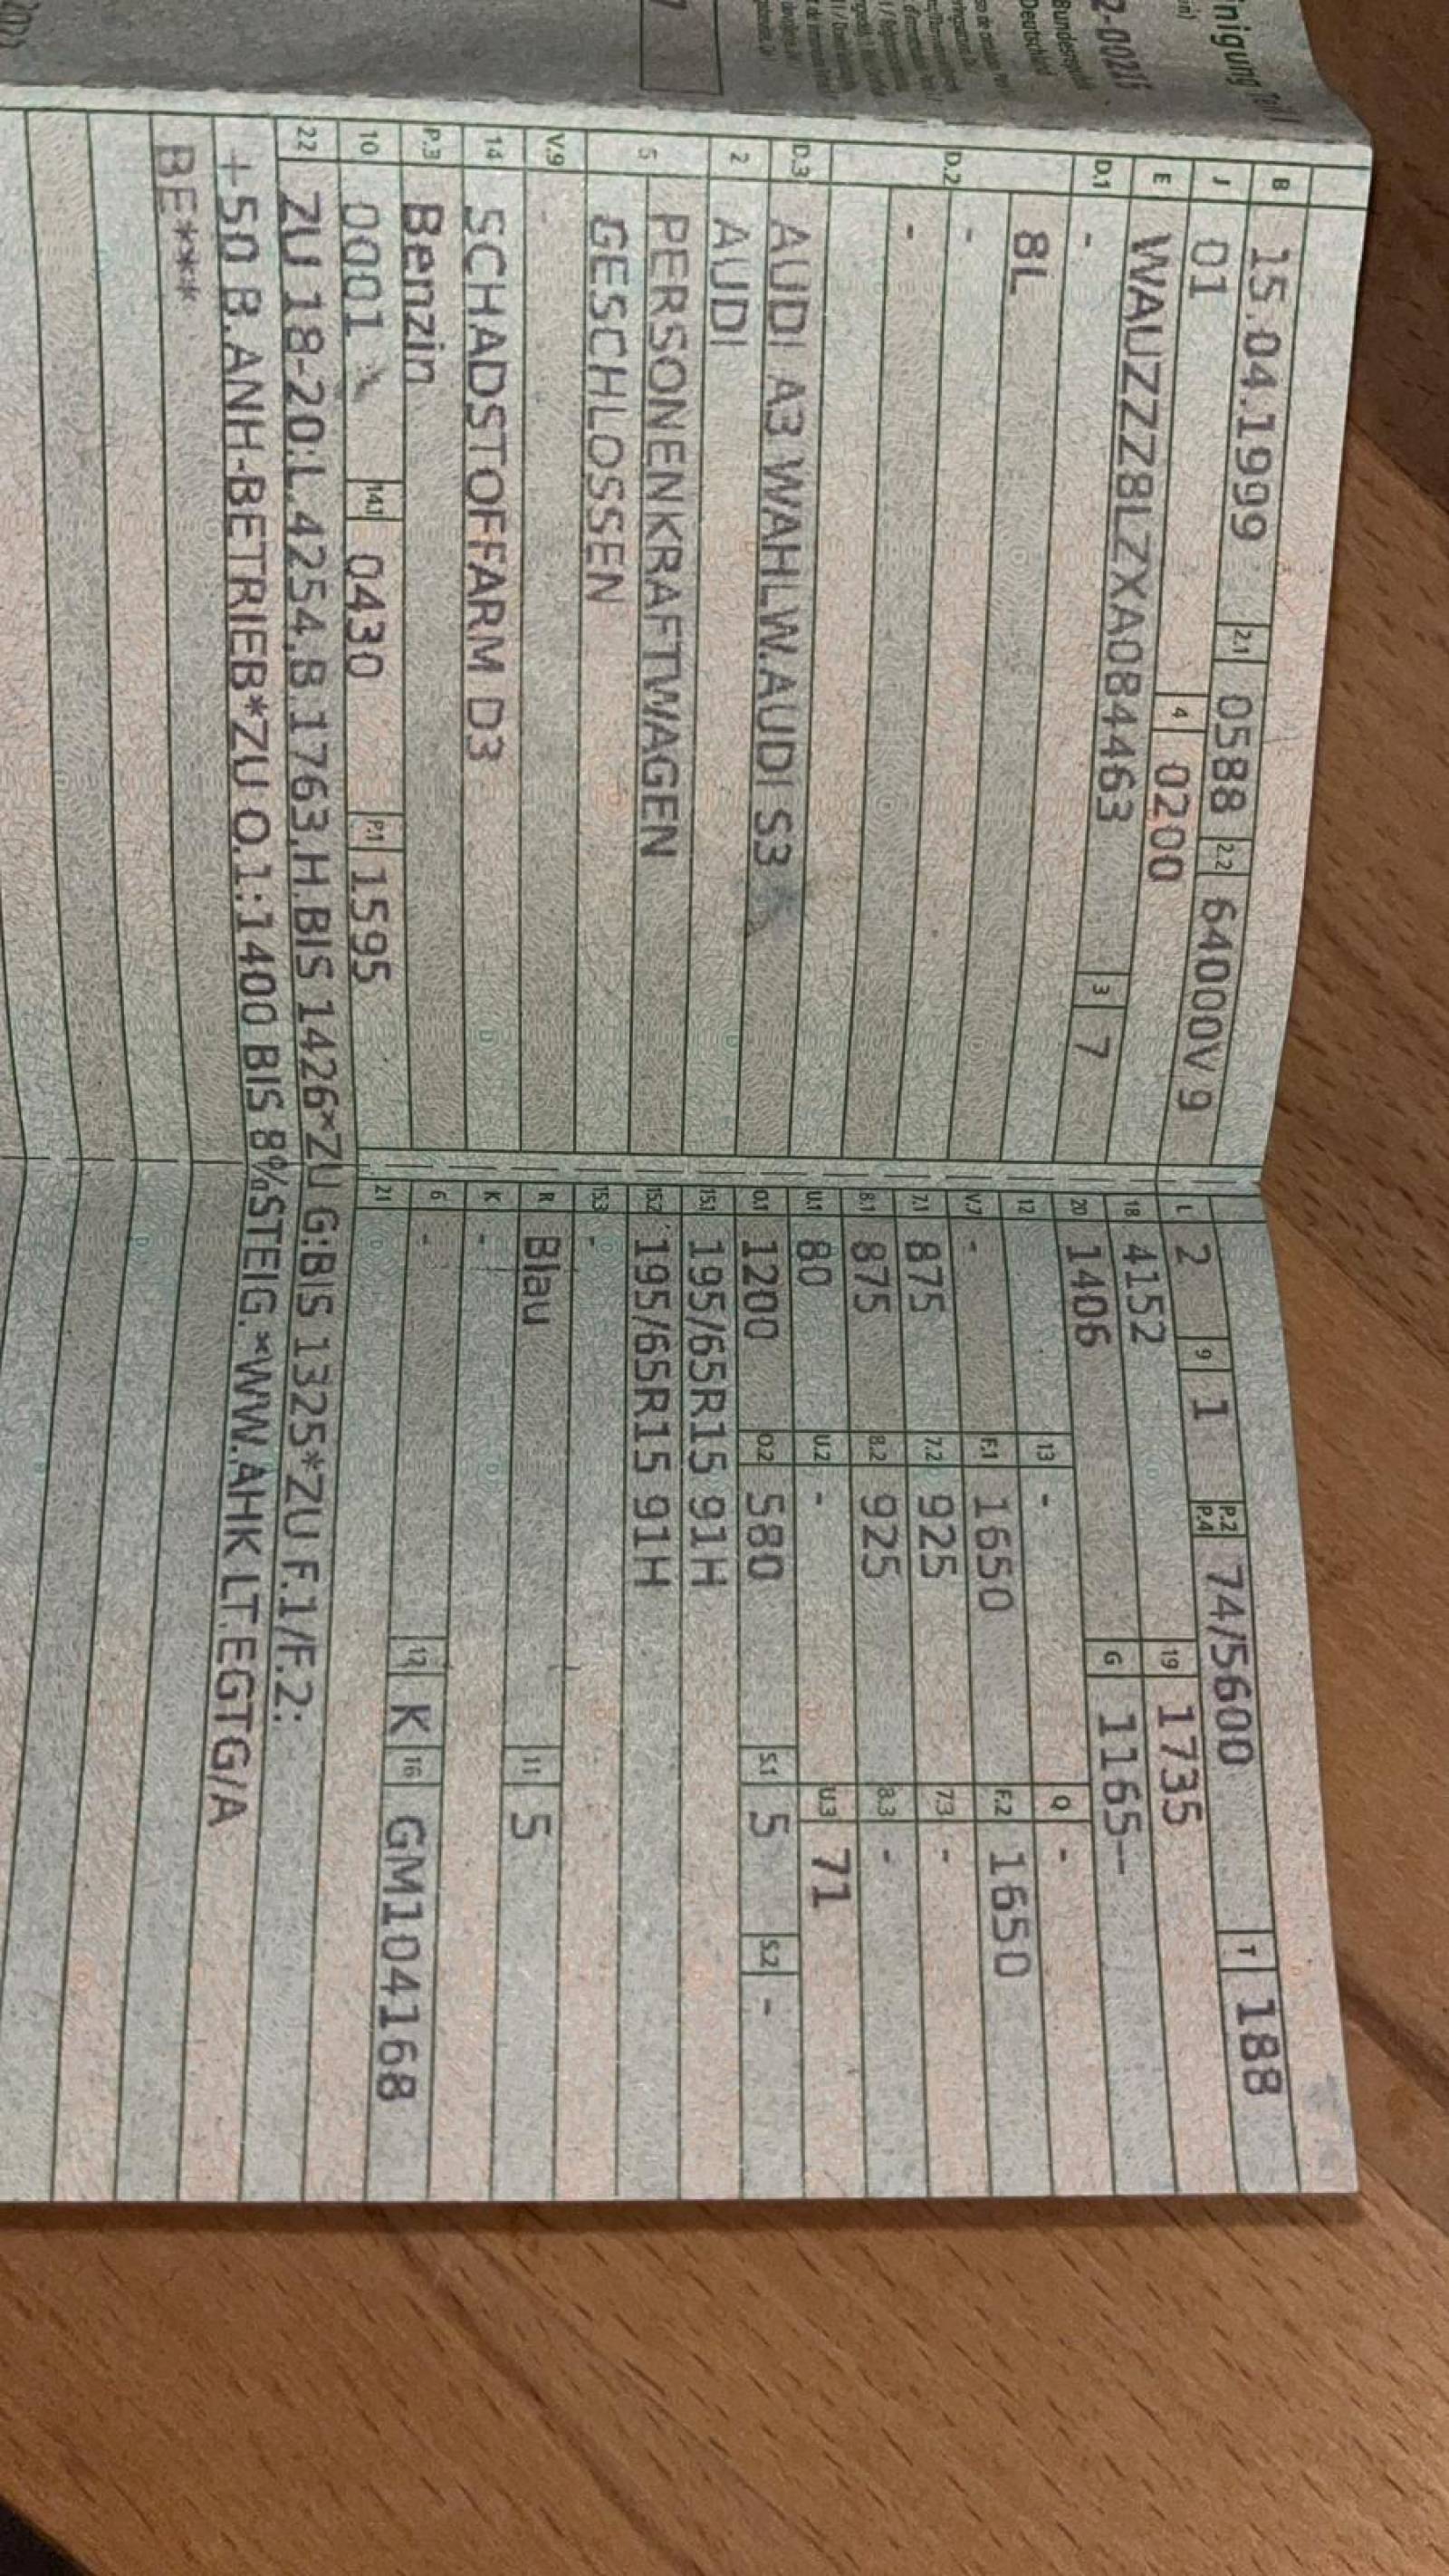 B 15.04.1999 2.1 0588 2.2 64000V 9
J 01 4 0200
E WAUZZZ8LZXA084463 3 7
D.1 -
8L
D.2 -
-
D.3 AUDI A3 WAHLW.AUDI S3
2 AUDI
5 PERSONENKRAFTWAGEN
GESCHLOSSEN
V.9 -
14 SCHADSTOFFARM D3
P.3 Benzin
10 0001 14.1 0430 P.1 1595
L 2 9 1 P.2 P.4 74/5600 T 188
18 4152 19 1735
20 1406 G 1165--
12 13 - Q -
V.7 - F.1 1650 F.2 1650
7.1 875 7.2 925 7.3 -
8.1 875 8.2 925 8.3 -
U.1 80 U.2 - U.3 71
O.1 1200 O.2 580 S.1 5 S.2 -
15.1 195/65R15 91H
15.2 195/65R15 91H
15.3 -
R Blau 11 5
K -
6 - 17 K 16 GM104168
21
22 ZU 18-20:L.4254,B.1763,H.BIS 1426*ZU G:BIS 1325*ZU F.1/F.2:
+50 B.ANH-BETRIEB*ZU O.1:1400 BIS 8%STEIG.*WW.AHK LT.EGTG/A
BE***
inigung Teil I
2-00215
Bundesrepublik
Deutschland